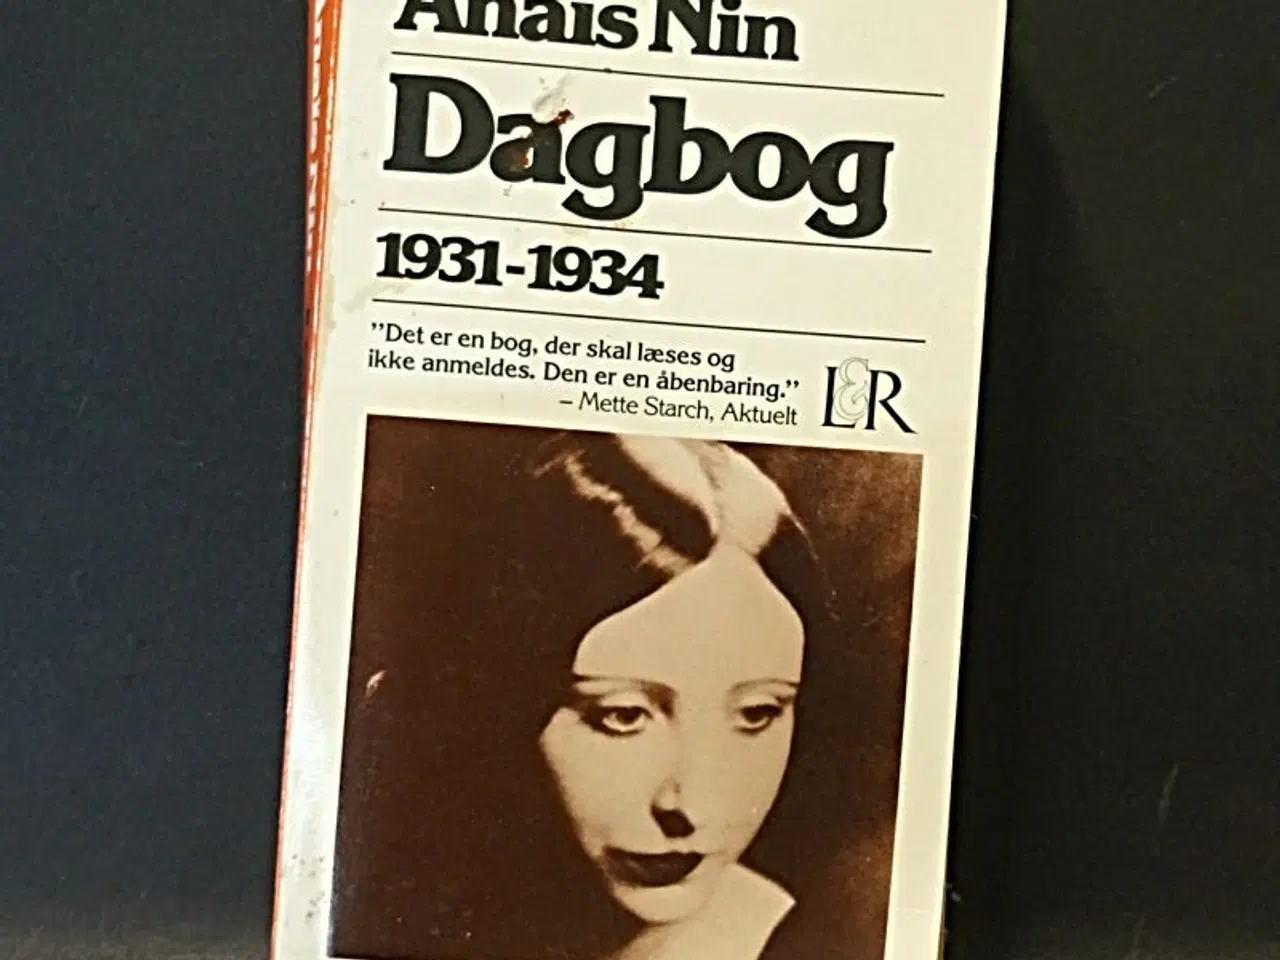 Anaïs Nin
Dagbog
1931-1934
”Det er en bog, der skal læses og
ikke anmeldes. Den er en åbenbaring.”
– Mette Starch, Aktuelt
L&R